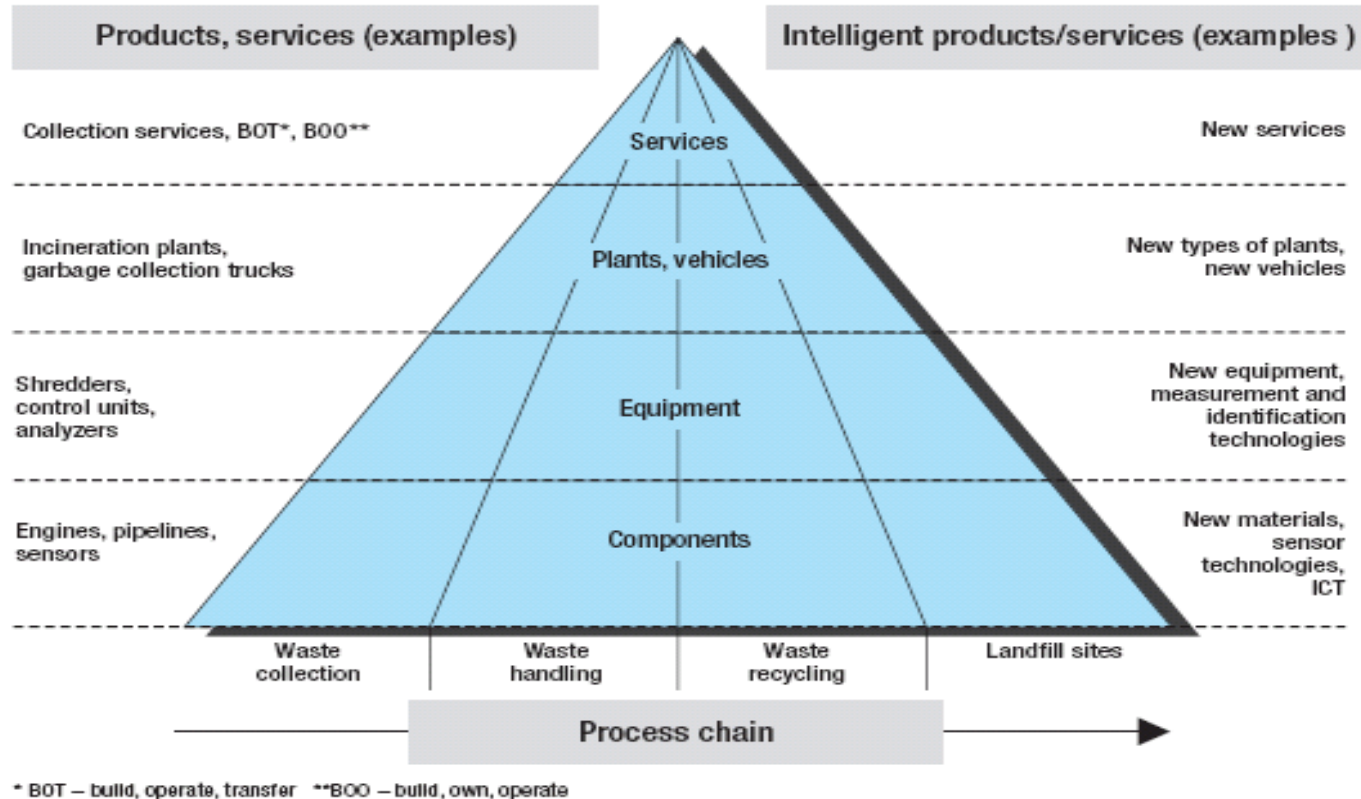 Products, services (examples)
Intelligent products/services (examples )
Collection services, BOT*, BOO**
Services
New services
Incineration plants,
garbage collection trucks
Plants, vehicles
New types of plants,
new vehicles
Shredders,
control units,
analyzers
Equipment
New equipment,
measurement and
identification
technologies
Engines, pipelines,
sensors
Components
New materials,
sensor
technologies,
ICT
Waste
collection
Waste
handling
Waste
recycling
Landfill sites
Process chain
* BOT – build, operate, transfer **BOO – build, own, operate